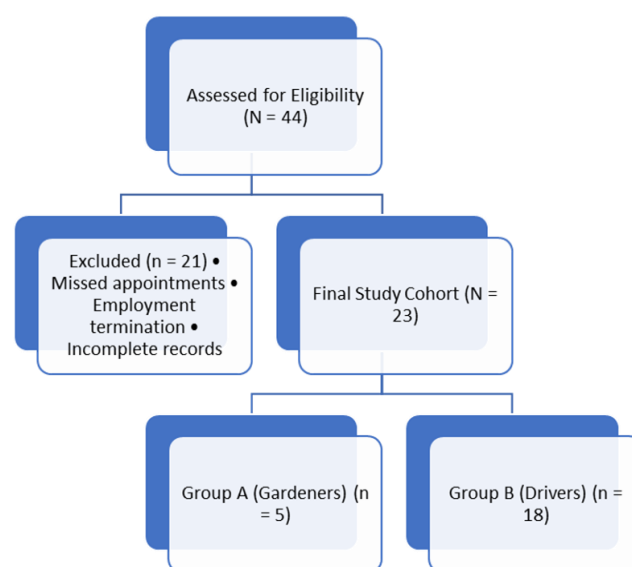 Assessed for Eligibility
(N = 44)
Excluded (n = 21) •
Missed appointments •
Employment
termination •
Incomplete records
Final Study Cohort (N =
23)
Group A (Gardeners) (n
= 5)
Group B (Drivers) (n =
18)